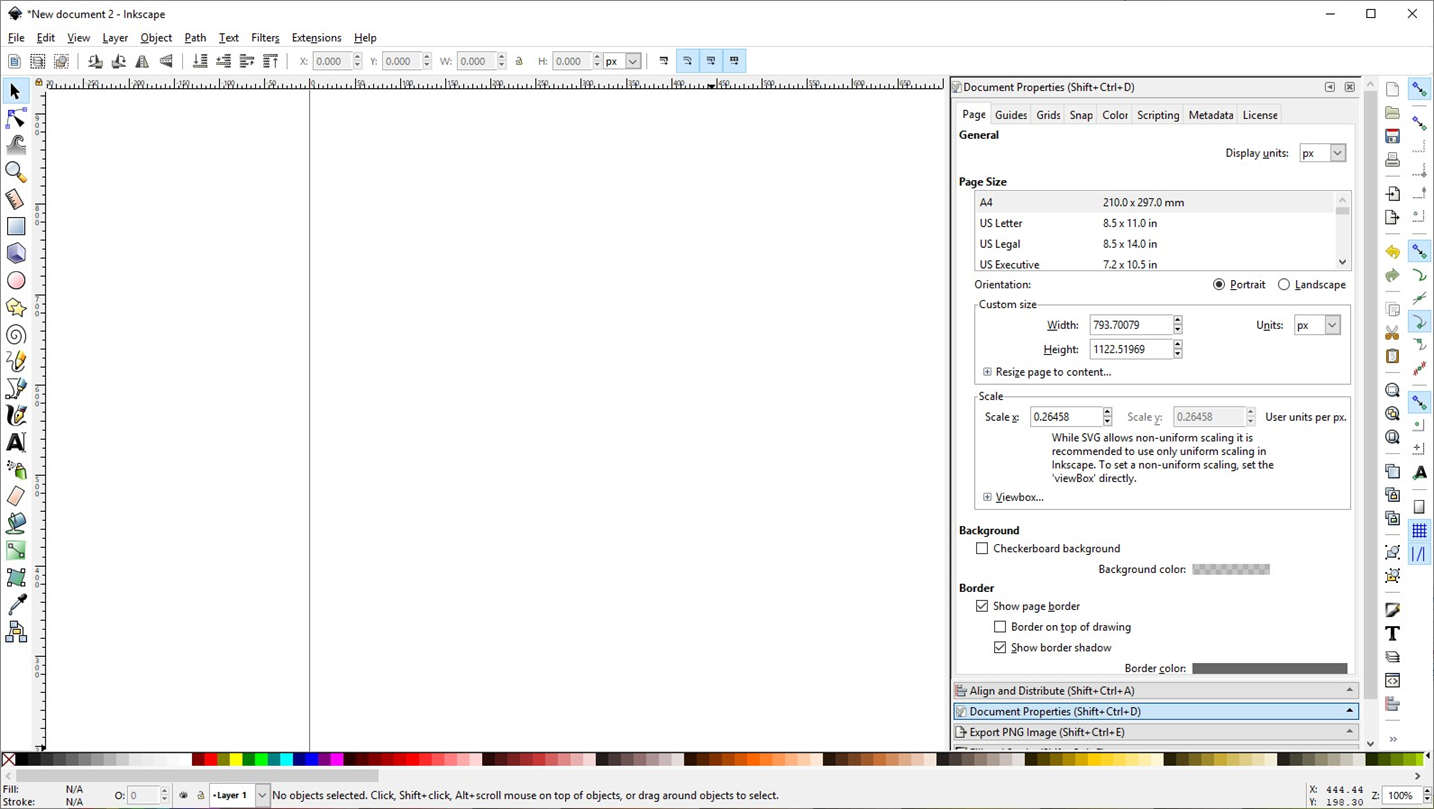 *New document 2 - Inkscape
File Edit View Layer Object Path Text Filters Extensions Help
X: 0.000 Y: 0.000 W: 0.000 H: 0.000 px
Document Properties (Shift+Ctrl+D)
Page Guides Grids Snap Color Scripting Metadata License
General
Display units: px
Page Size
A4 210.0 x 297.0 mm
US Letter 8.5 x 11.0 in
US Legal 8.5 x 14.0 in
US Executive 7.2 x 10.5 in
Orientation: Portrait Landscape
Custom size
Width: 793.70079 Units: px
Height: 1122.51969
Resize page to content...
Scale
Scale x: 0.26458 Scale y: 0.26458 User units per px.
While SVG allows non-uniform scaling it is
recommended to use only uniform scaling in
Inkscape. To set a non-uniform scaling, set the
'viewBox' directly.
Viewbox...
Background
Checkerboard background
Background color:
Border
Show page border
Border on top of drawing
Show border shadow
Border color:
Align and Distribute (Shift+Ctrl+A)
Document Properties (Shift+Ctrl+D)
Export PNG Image (Shift+Ctrl+E)
Fill: N/A
Stroke: N/A
O: 0
Layer 1
No objects selected. Click, Shift+click, Alt+scroll mouse on top of objects, or drag around objects to select.
X: 444.44
Y: 198.30
Z: 100%